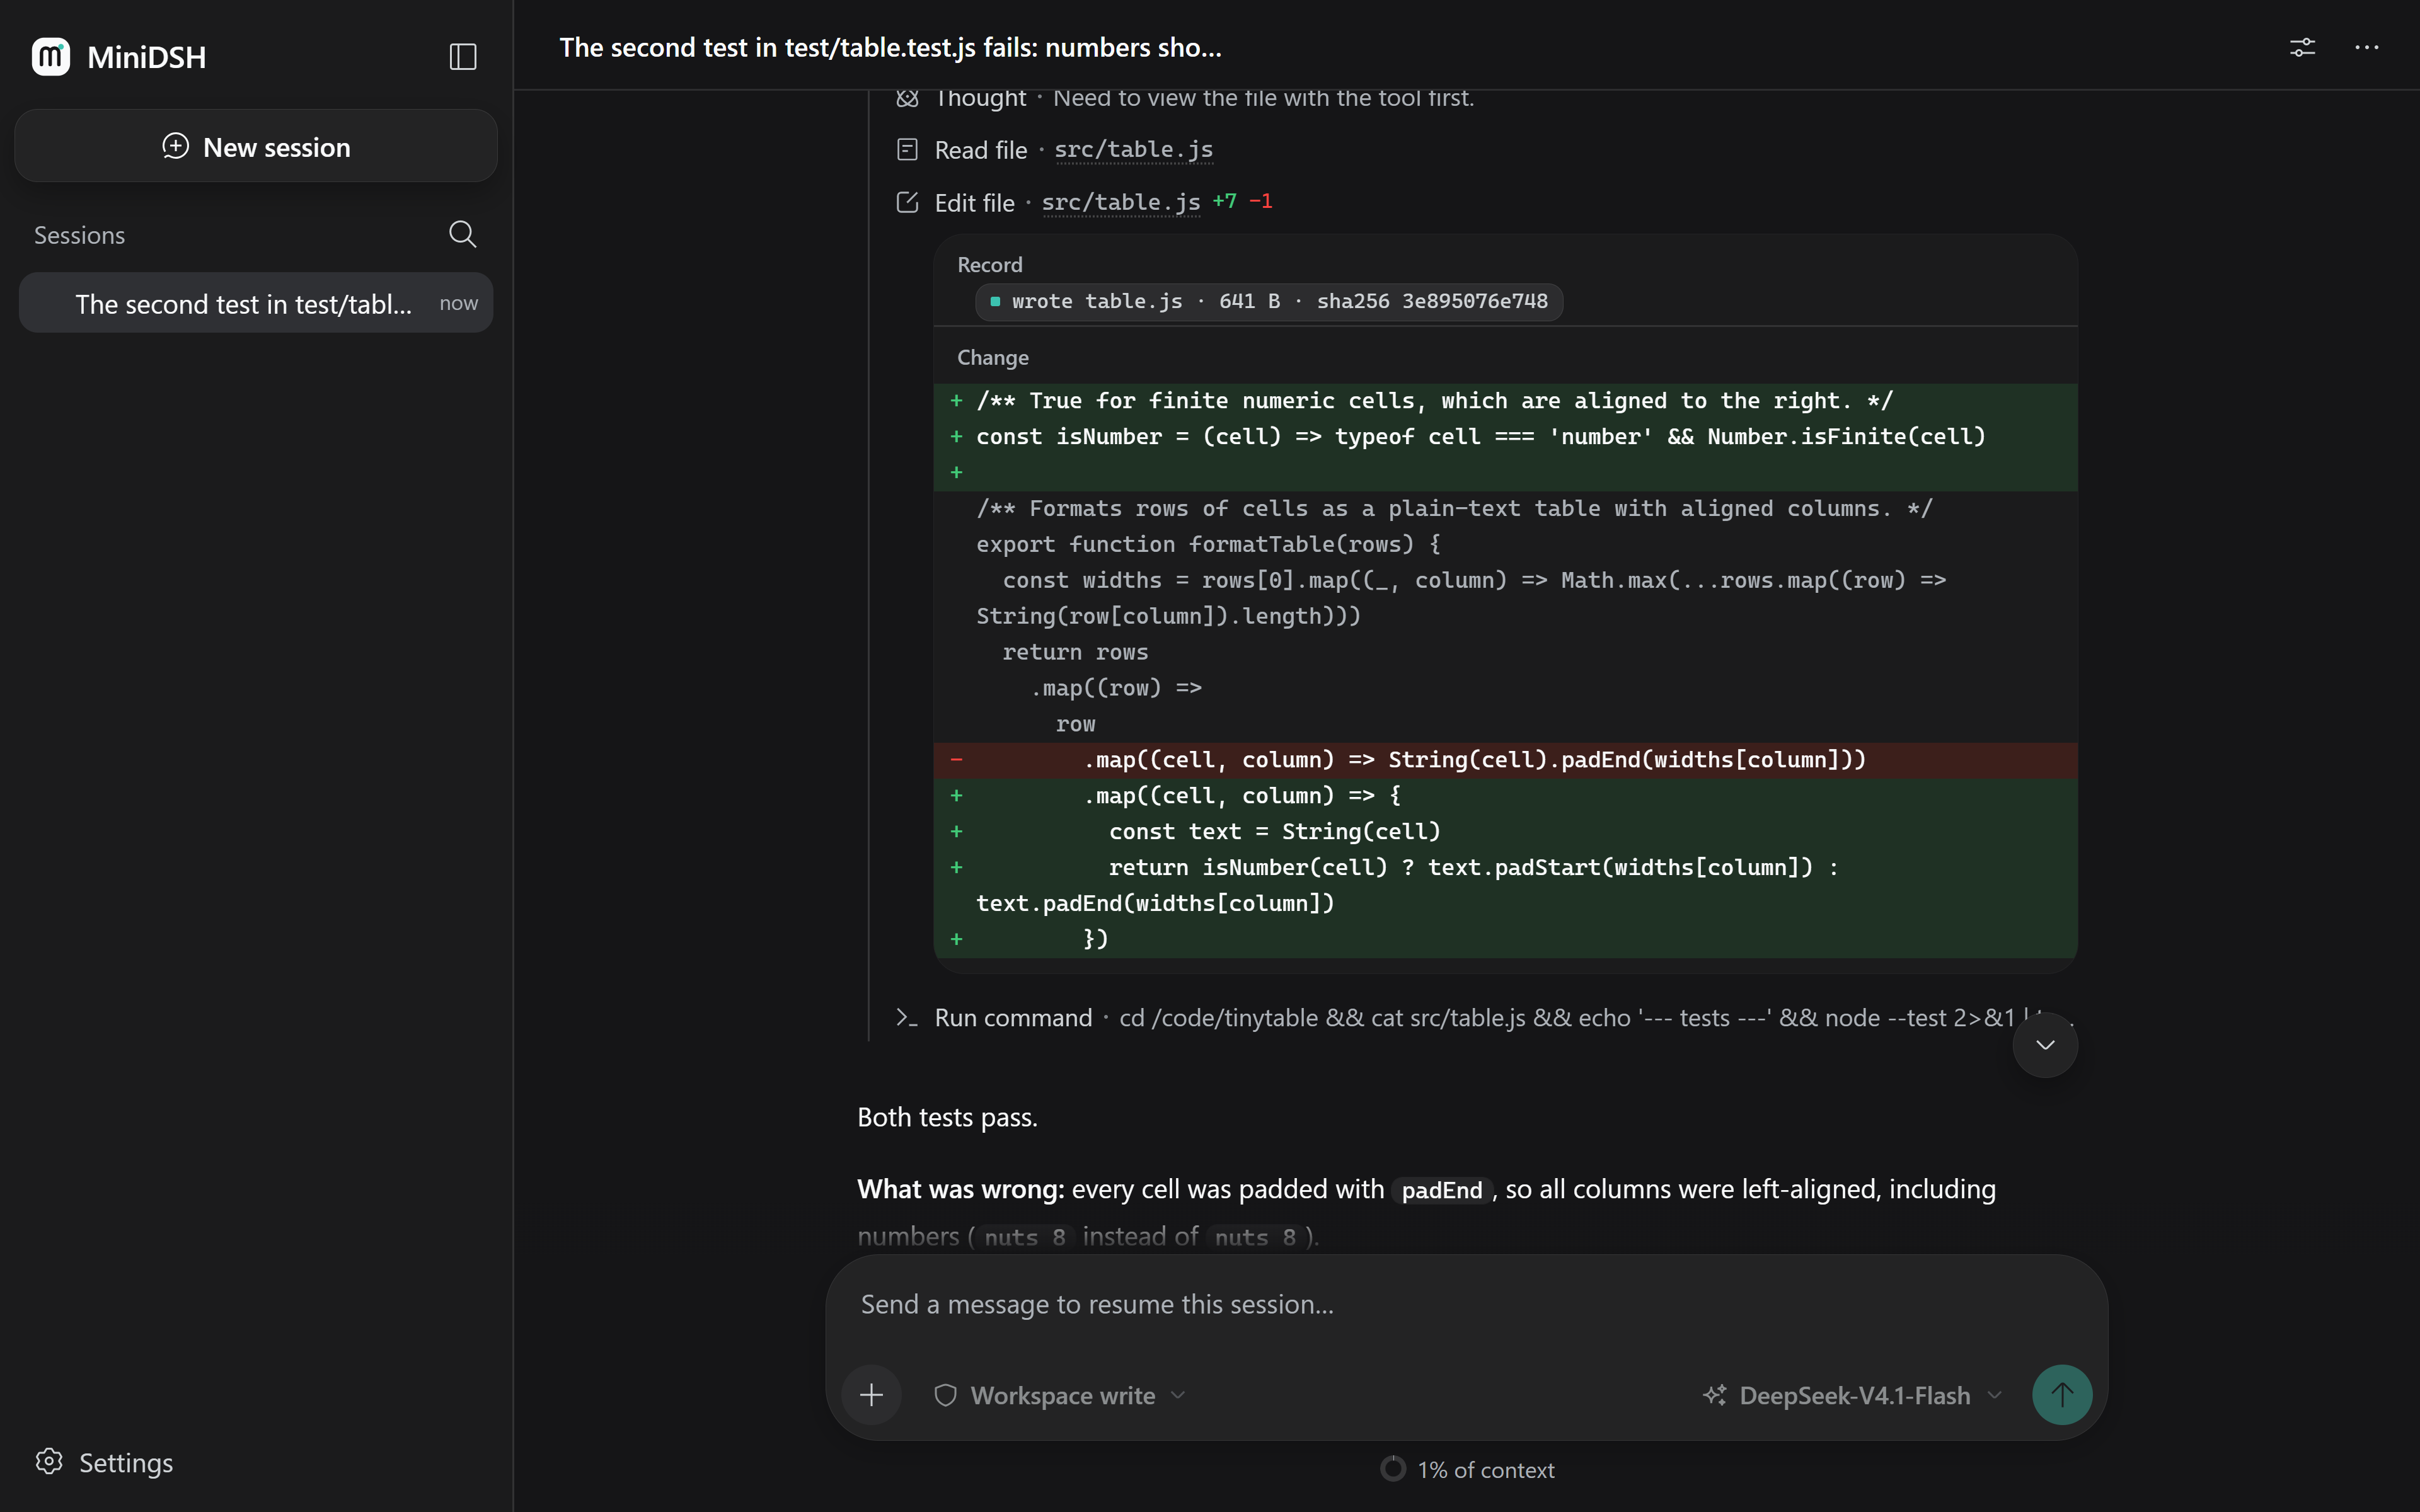 MiniDSH
New session
Sessions
The second test in test/tabl... now
Settings
The second test in test/table.test.js fails: numbers sho...
Thought · Need to view the file with the tool first.
Read file · src/table.js
Edit file · src/table.js +7 −1
Record
wrote table.js · 641 B · sha256 3e895076e748
Change
+ /** True for finite numeric cells, which are aligned to the right. */
+ const isNumber = (cell) => typeof cell === 'number' && Number.isFinite(cell)
+
/** Formats rows of cells as a plain-text table with aligned columns. */
export function formatTable(rows) {
const widths = rows[0].map((_, column) => Math.max(...rows.map((row) =>
String(row[column]).length)))
return rows
.map((row) =>
row
− .map((cell, column) => String(cell).padEnd(widths[column]))
+ .map((cell, column) => {
+ const text = String(cell)
+ return isNumber(cell) ? text.padStart(widths[column]) :
text.padEnd(widths[column])
+ })
Run command · cd /code/tinytable && cat src/table.js && echo '--- tests ---' && node --test 2>&1 |
Both tests pass.
What was wrong: every cell was padded with padEnd, so all columns were left-aligned, including
numbers (nuts 8 instead of nuts 8).
Send a message to resume this session...
Workspace write
DeepSeek-V4.1-Flash
1% of context